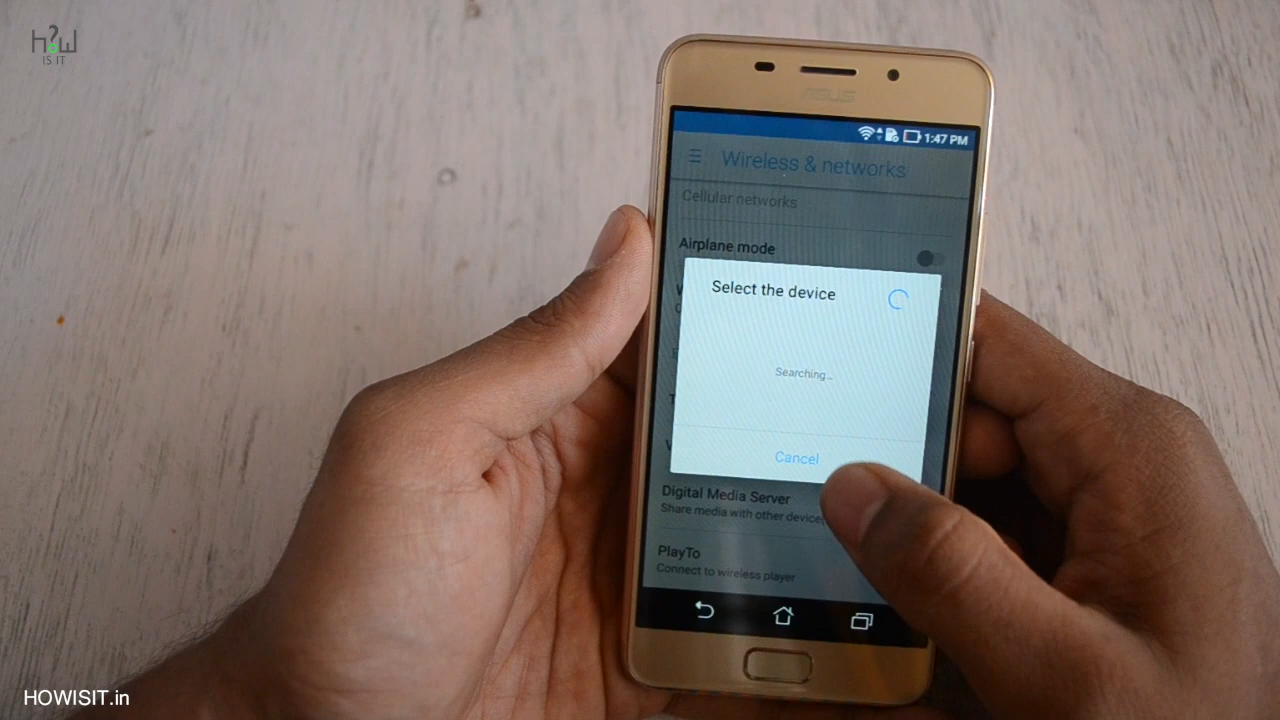 H?W
IS IT
ASUS
1:47 PM
Wireless & networks
Cellular networks
Airplane mode
Select the device
Searching...
Cancel
Digital Media Server
Share media with other device
PlayTo
Connect to wireless player
HOWISIT.in